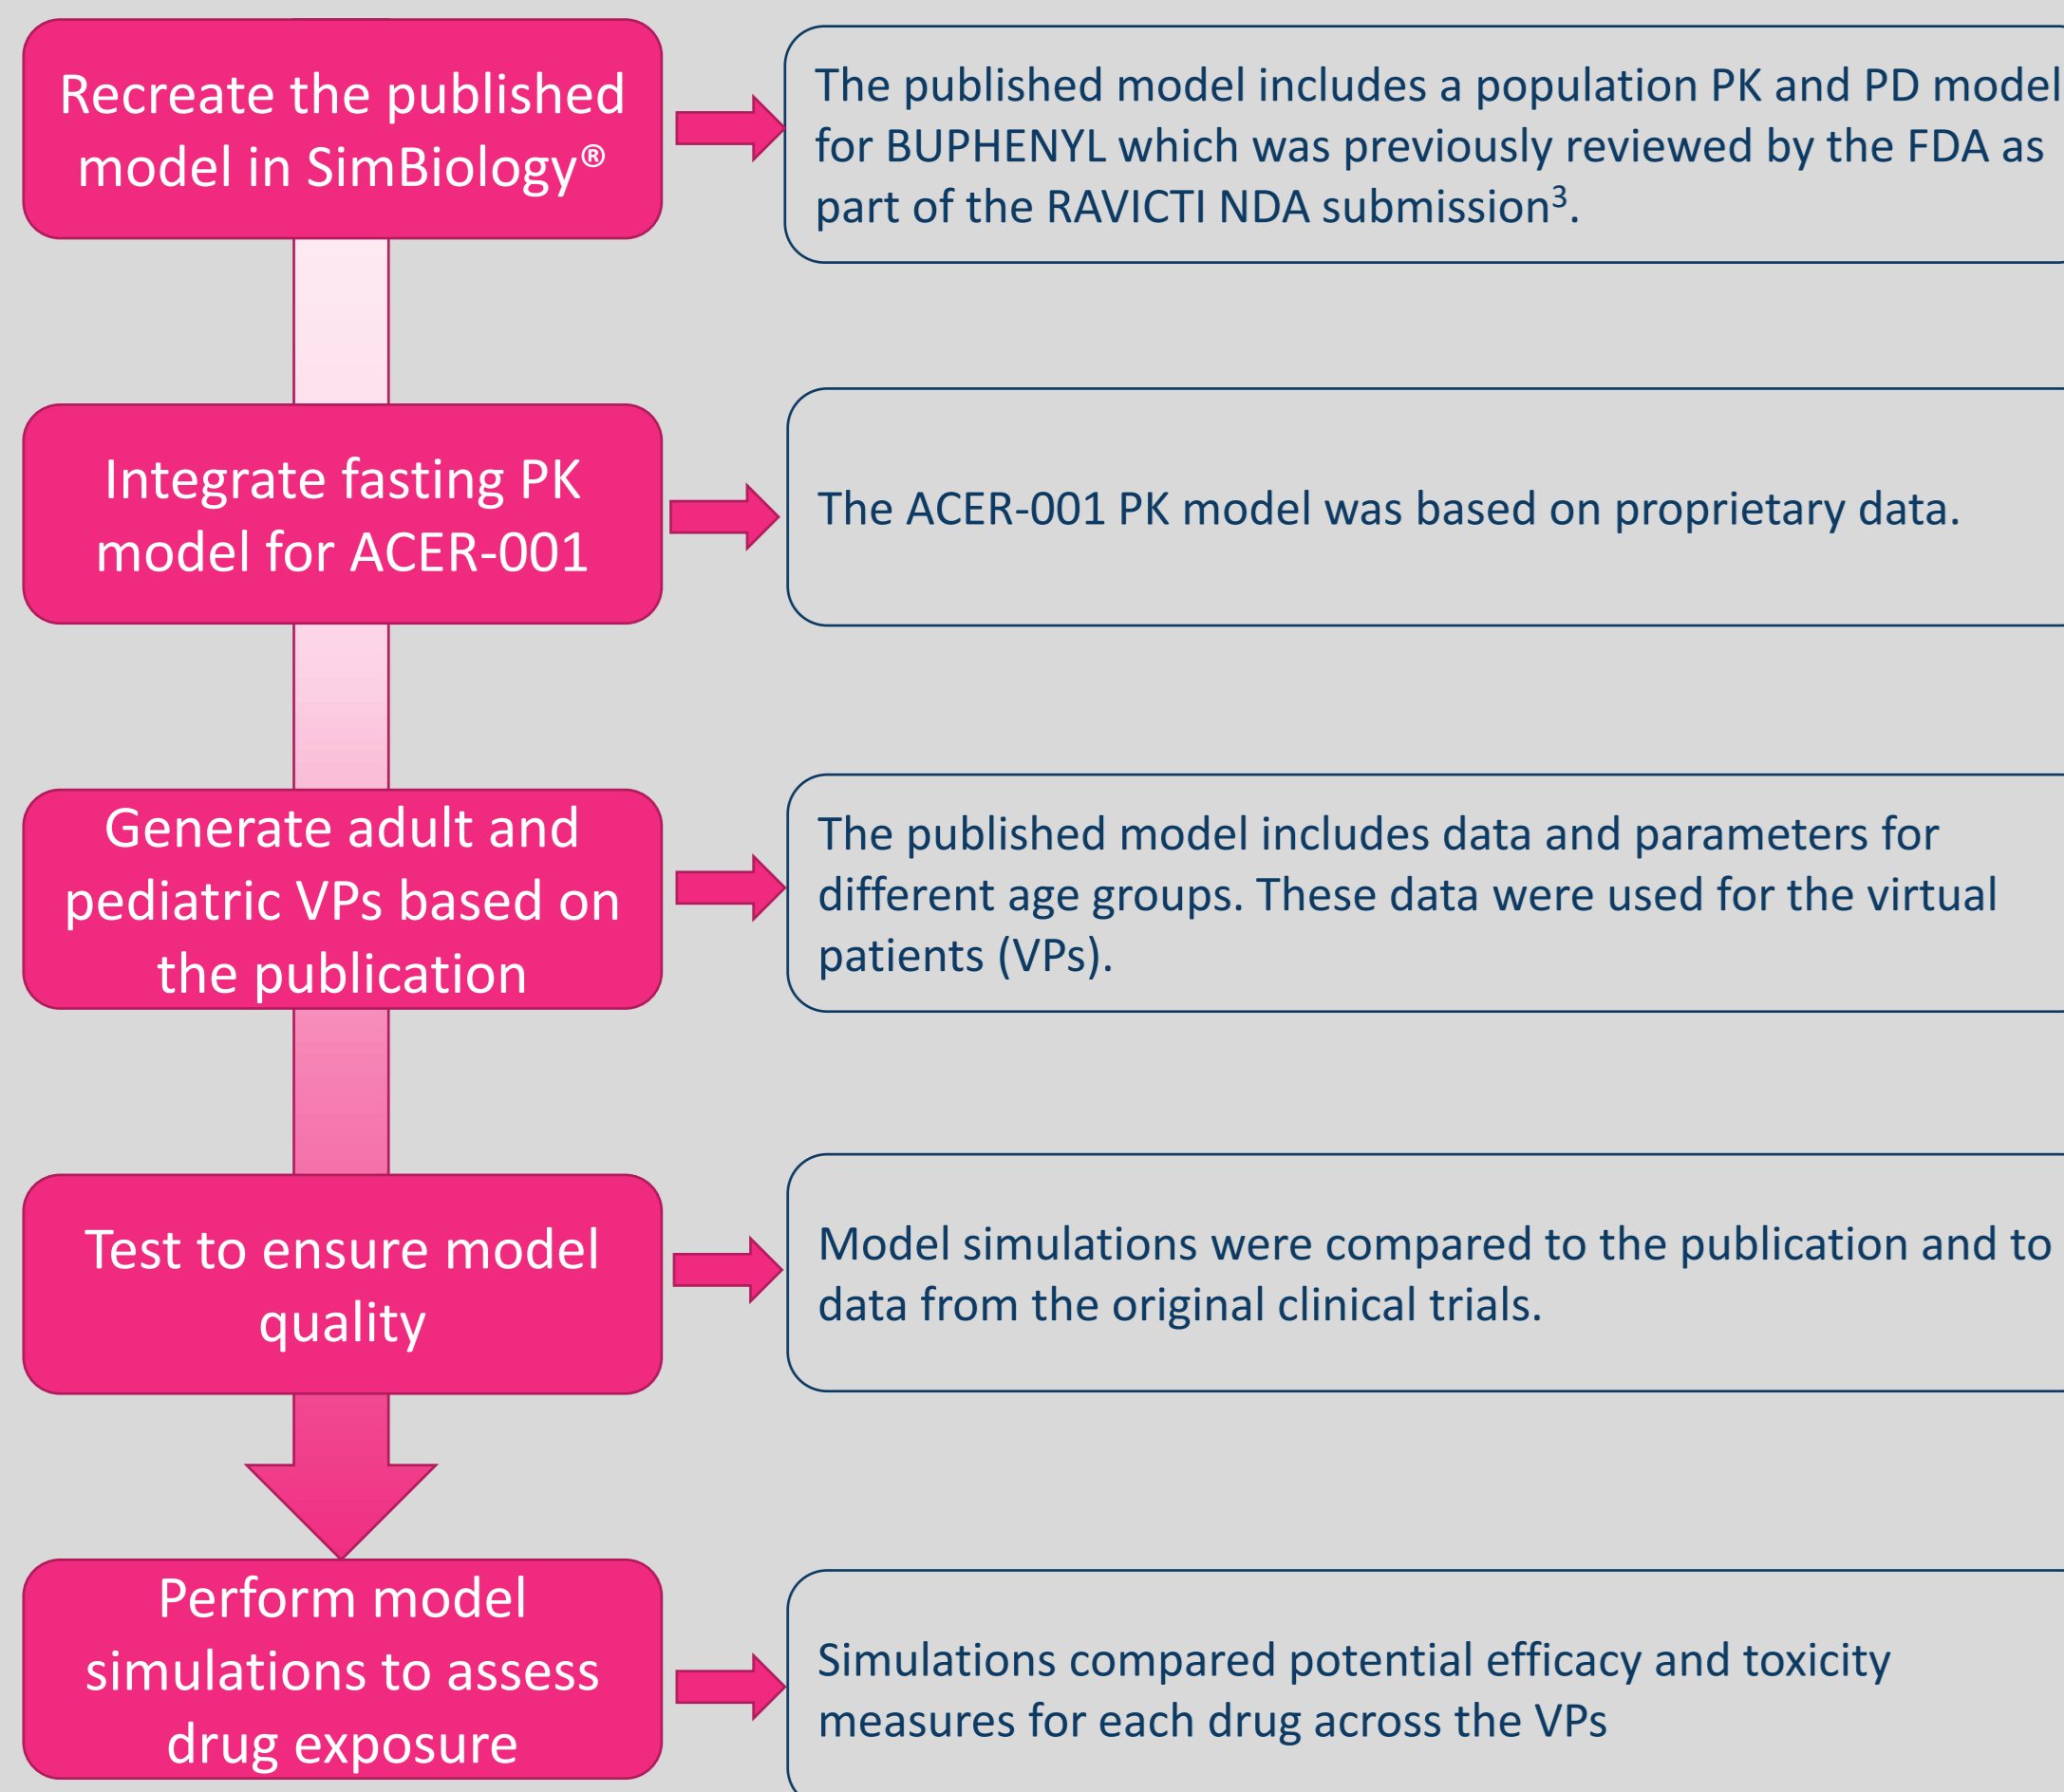 Recreate the published
model in SimBiology®
The published model includes a population PK and PD model
for BUPHENYL which was previously reviewed by the FDA as
part of the RAVICTI NDA submission³.
Integrate fasting PK
model for ACER-001
The ACER-001 PK model was based on proprietary data.
Generate adult and
pediatric VPs based on
the publication
The published model includes data and parameters for
different age groups. These data were used for the virtual
patients (VPs).
Test to ensure model
quality
Model simulations were compared to the publication and to
data from the original clinical trials.
Perform model
simulations to assess
drug exposure
Simulations compared potential efficacy and toxicity
measures for each drug across the VPs